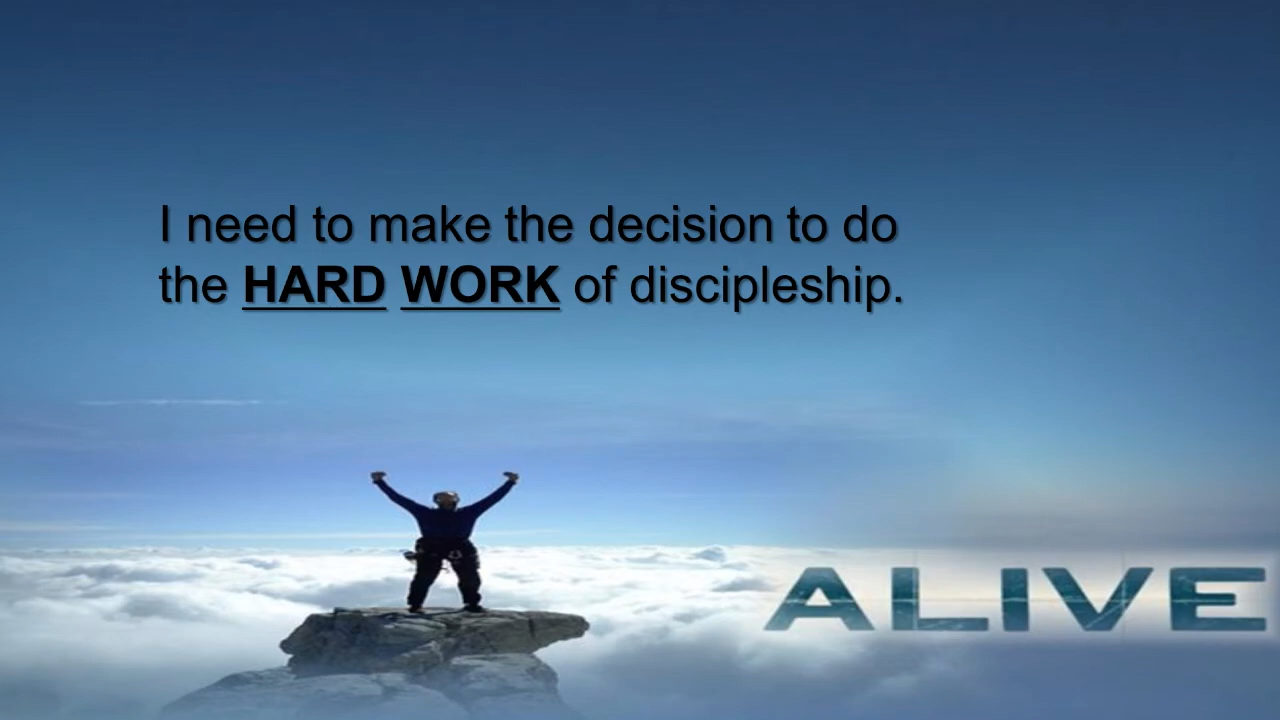 I need to make the decision to do
the HARD WORK of discipleship.
ALIVE